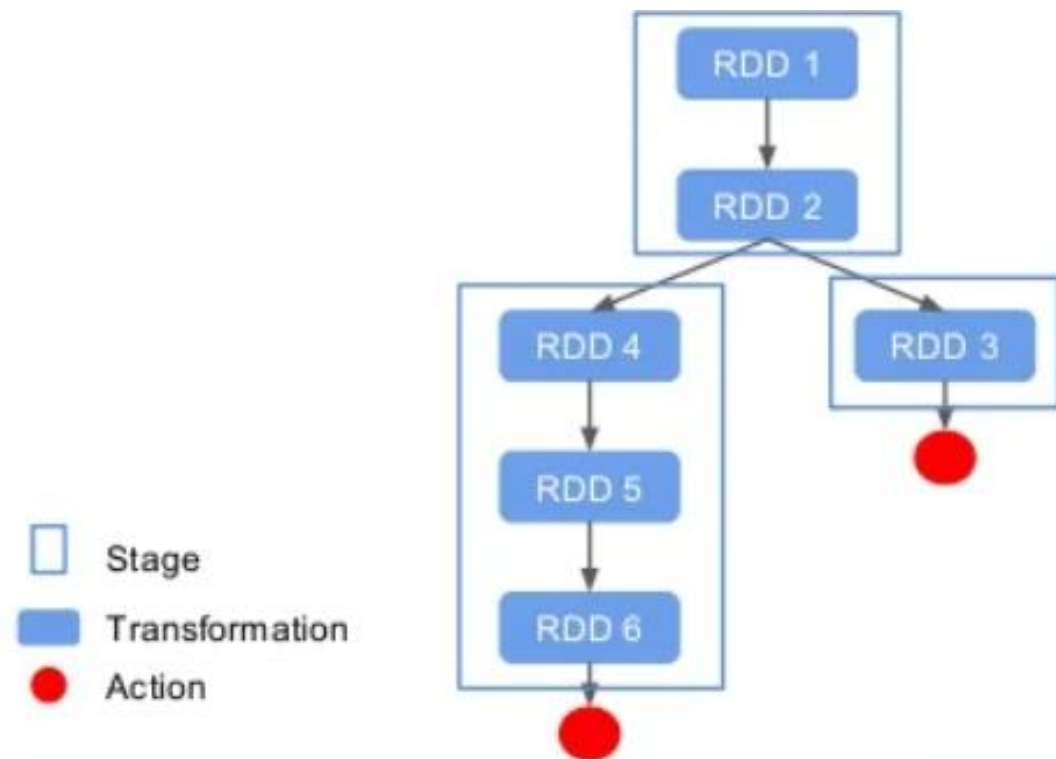 RDD 1
RDD 2
RDD 4
RDD 3
RDD 5
RDD 6
Stage
Transformation
Action